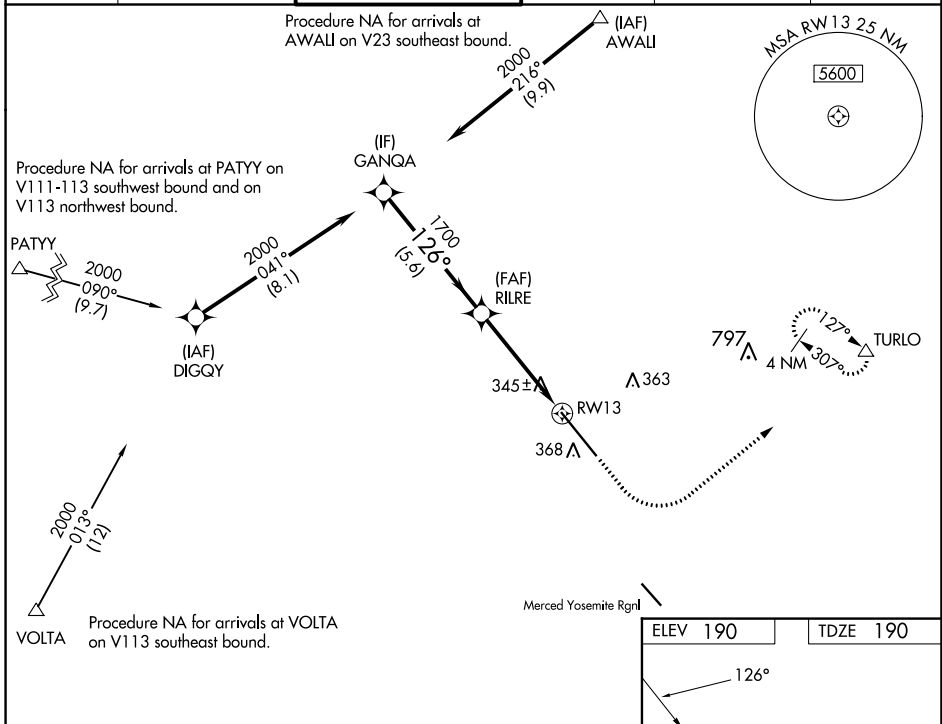 Procedure NA for arrivals at
AWALI on V23 southeast bound.
(IAF)
AWALI
MSA RW13 25 NM
5600
2000
216°
(9.9)
(IF)
GANQA
Procedure NA for arrivals at PATYY on
V111-113 southwest bound and on
V113 northwest bound.
PATYY
2000
090°
(9.7)
2000
041°
(8.1)
1700
126°
(5.6)
(FAF)
RILRE
(IAF)
DIGQY
797
127°
TURLO
4 NM
307°
345±
363
RW13
368
2000
013°
(12)
VOLTA
Procedure NA for arrivals at VOLTA
on V113 southeast bound.
Merced Yosemite Rgnl
ELEV 190
TDZE 190
126°